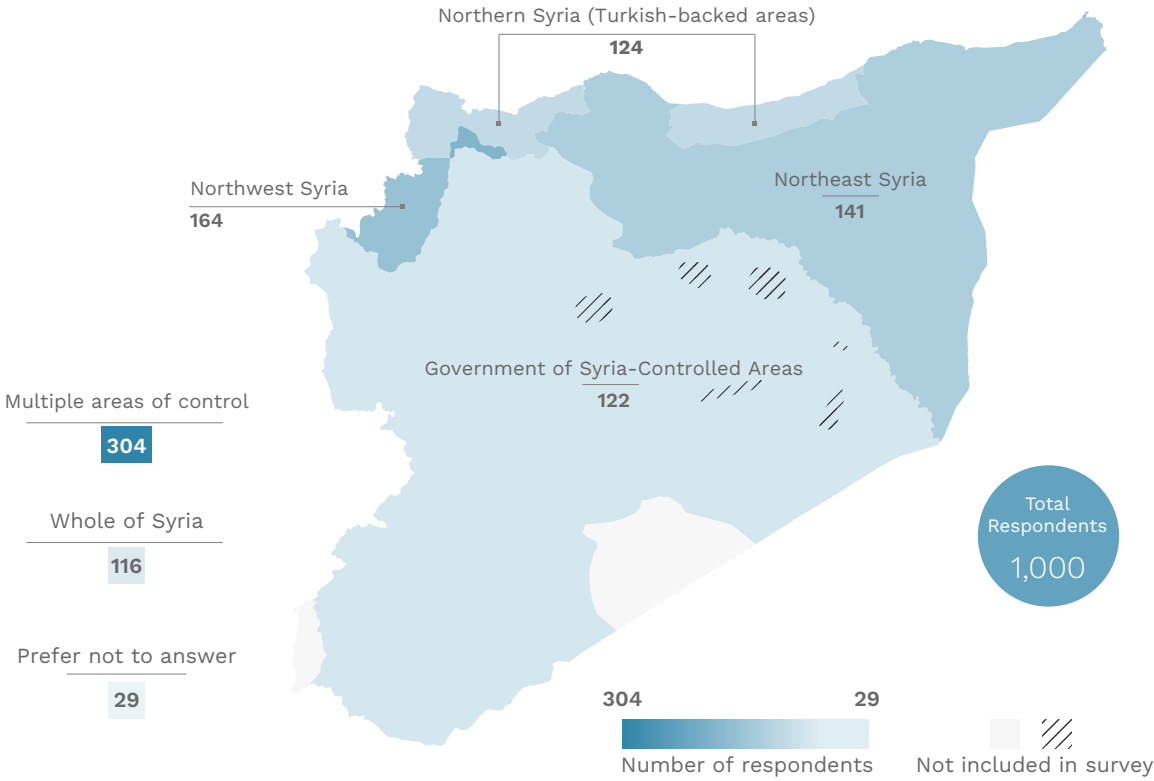 Northern Syria (Turkish-backed areas)
124
Northwest Syria
164
Northeast Syria
141
Government of Syria-Controlled Areas
122
Multiple areas of control
304
Whole of Syria
116
Prefer not to answer
29
Total
Respondents
1,000
304 29
Number of respondents
Not included in survey